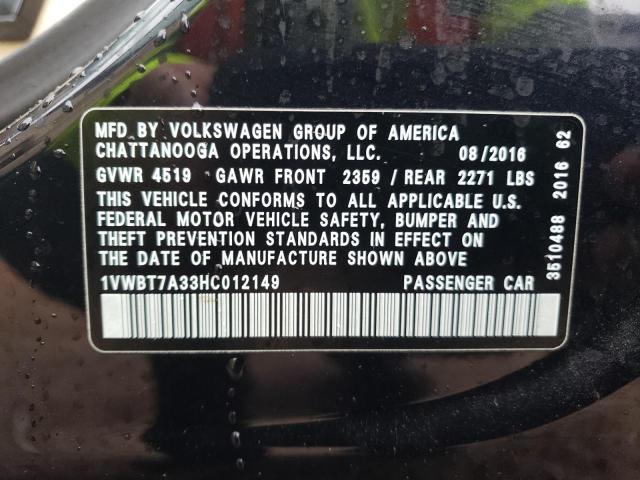 MFD BY VOLKSWAGEN GROUP OF AMERICA
CHATTANOOGA OPERATIONS, LLC. 08/2016
GVWR 4519 GAWR FRONT 2359 / REAR 2271 LBS
THIS VEHICLE CONFORMS TO ALL APPLICABLE U.S.
FEDERAL MOTOR VEHICLE SAFETY, BUMPER AND
THEFT PREVENTION STANDARDS IN EFFECT ON
THE DATE OF MANUFACTURE SHOWN ABOVE
1VWBT7A33HC012149 PASSENGER CAR
3510488 2016 62